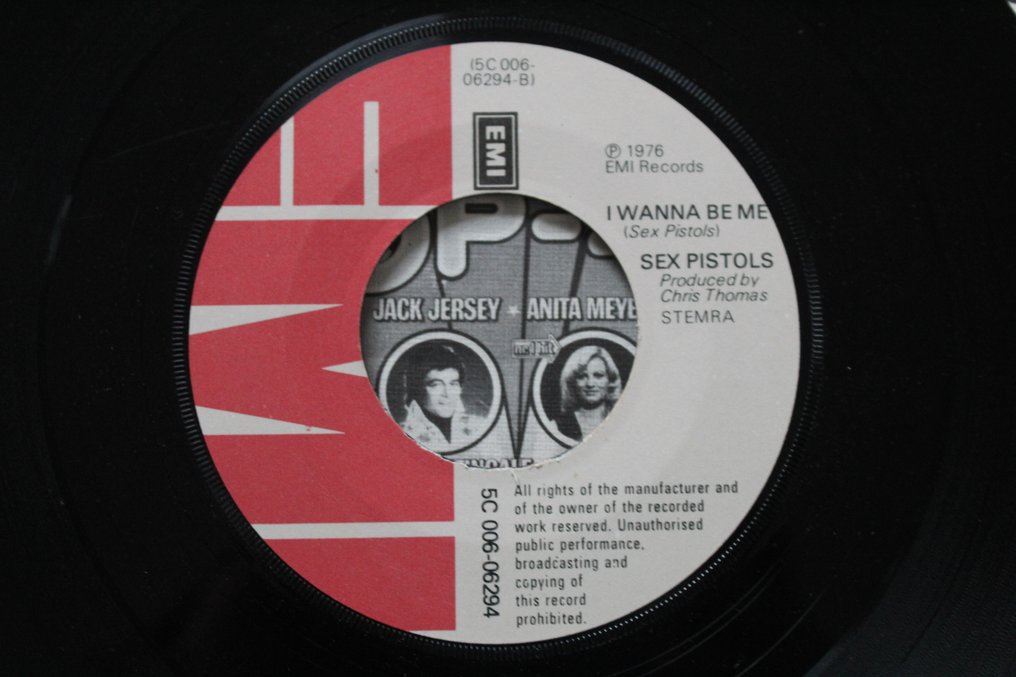 (5C 006-
06294-B)
EMI
EMI
℗ 1976
EMI Records
I WANNA BE ME
(Sex Pistols)
SEX PISTOLS
Produced by
Chris Thomas
STEMRA
JACK JERSEY ★ ANITA MEYE
5C 006-06294
All rights of the manufacturer and
of the owner of the recorded
work reserved. Unauthorised
public performance,
broadcasting and
copying of
this record
prohibited.